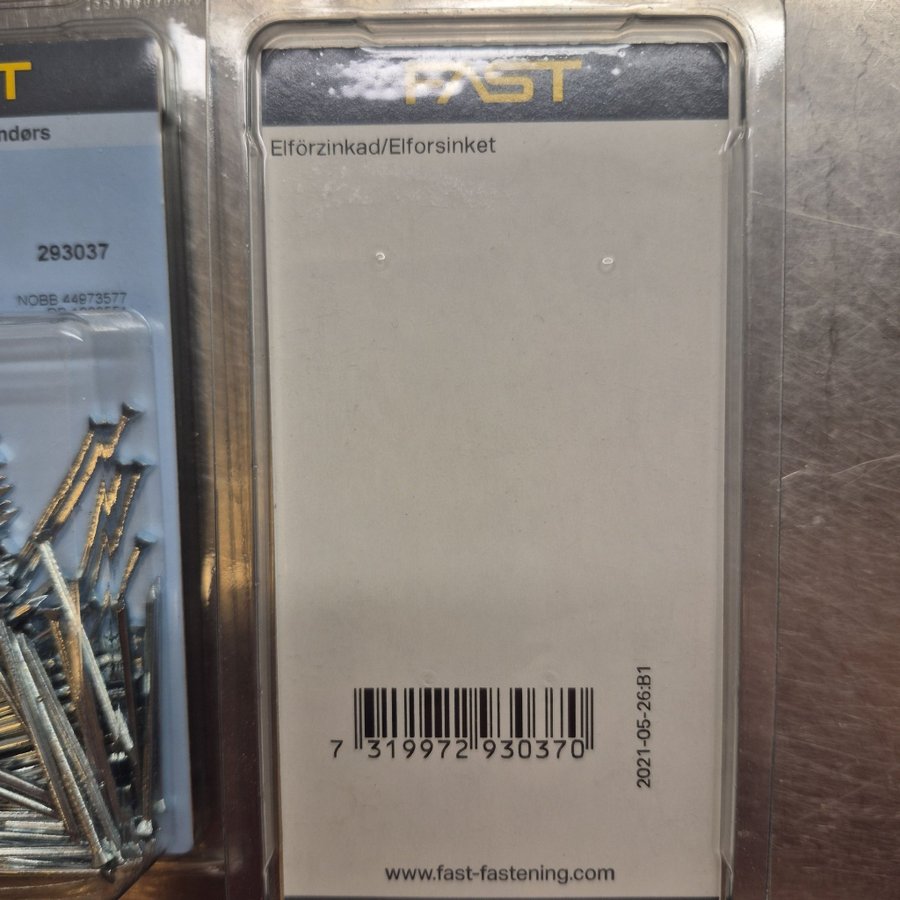 T
ndørs
293037
NOBB 44973577
FAST
Elförzinkad/Elforsinket
7 319972 930370
2021-05-26:B1
www.fast-fastening.com